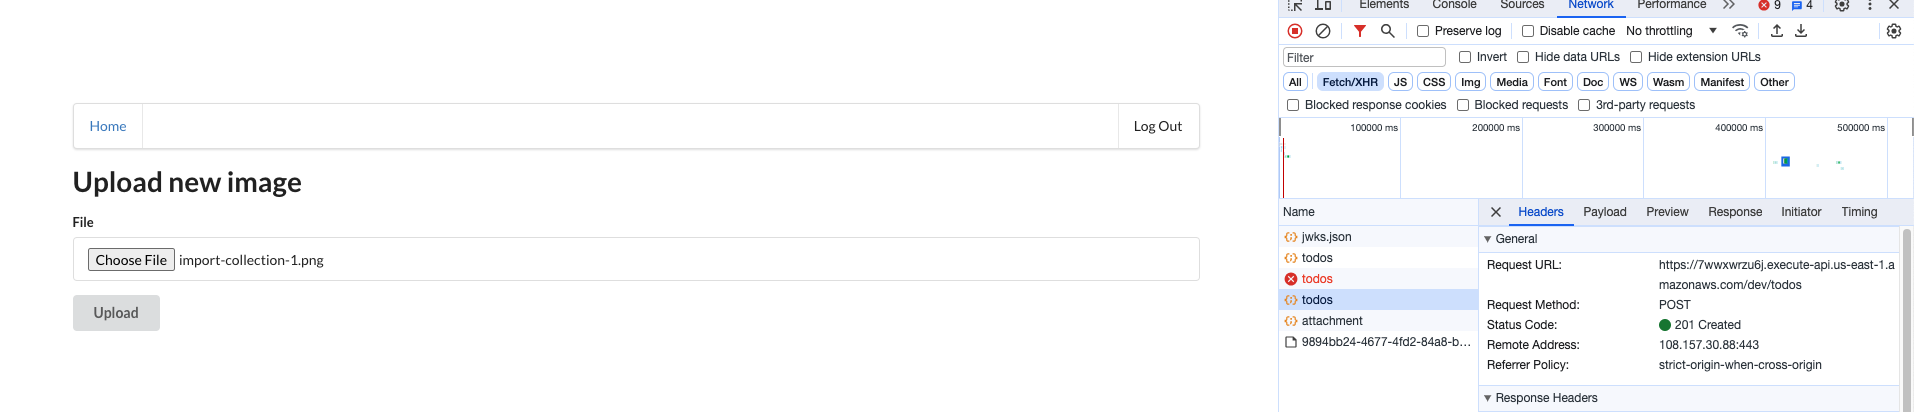 Home
Log Out
Upload new image
File
Choose File import-collection-1.png
Upload
Elements Console Sources Network Performance 9 4
Preserve log Disable cache No throttling
Filter Invert Hide data URLs Hide extension URLs
All Fetch/XHR JS CSS Img Media Font Doc WS Wasm Manifest Other
Blocked response cookies Blocked requests 3rd-party requests
100000 ms 200000 ms 300000 ms 400000 ms 500000 ms
Name
jwks.json
todos
todos
todos
attachment
9894bb24-4677-4fd2-84a8-b...
Headers Payload Preview Response Initiator Timing
General
Request URL: https://7wwxwrzu6j.execute-api.us-east-1.a
mazonaws.com/dev/todos
Request Method: POST
Status Code: 201 Created
Remote Address: 108.157.30.88:443
Referrer Policy: strict-origin-when-cross-origin
Response Headers